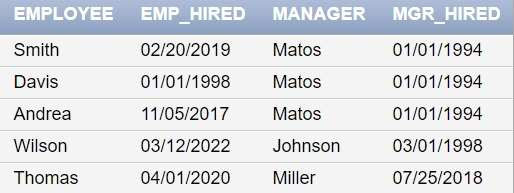 EMPLOYEE EMP_HIRED MANAGER MGR_HIRED
Smith 02/20/2019 Matos 01/01/1994
Davis 01/01/1998 Matos 01/01/1994
Andrea 11/05/2017 Matos 01/01/1994
Wilson 03/12/2022 Johnson 03/01/1998
Thomas 04/01/2020 Miller 07/25/2018